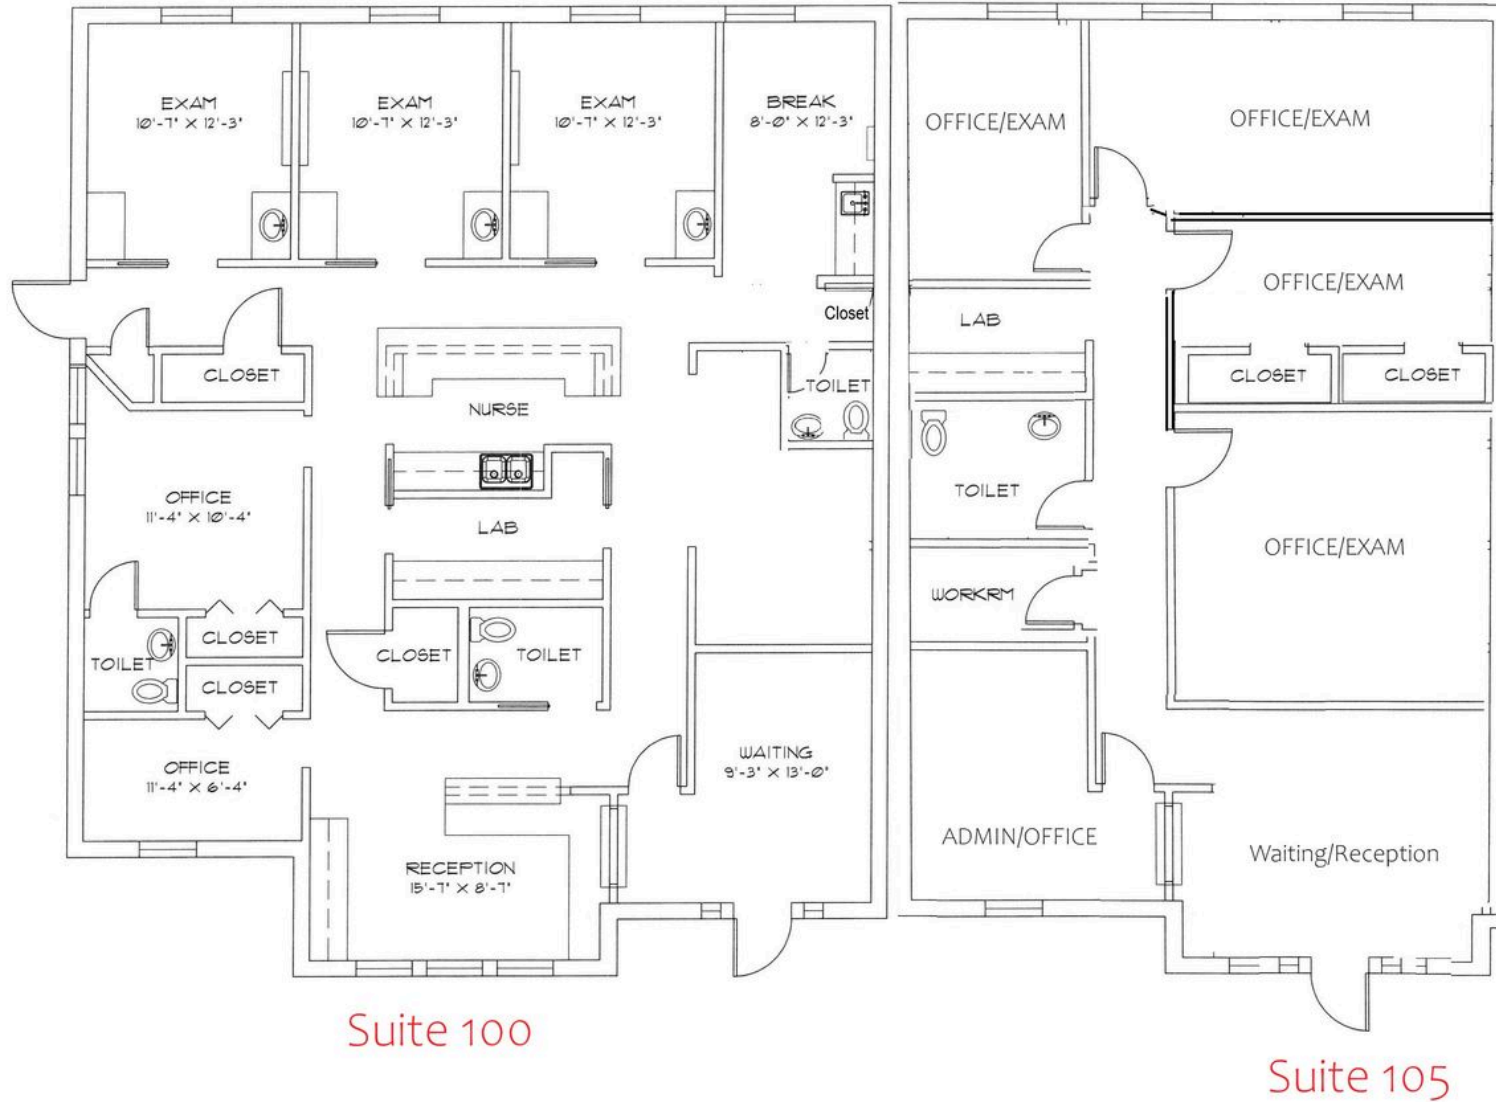 EXAM
10'-7" X 12'-3"
EXAM
10'-7" X 12'-3"
EXAM
10'-7" X 12'-3"
BREAK
8'-0" X 12'-3"
Closet
CLOSET
TOILET
NURSE
OFFICE
11'-4" X 10'-4"
LAB
CLOSET
TOILET
CLOSET
CLOSET
TOILET
OFFICE
11'-4" X 6'-4"
WAITING
9'-3" X 13'-0"
RECEPTION
15'-7" X 8'-7"
Suite 100
OFFICE/EXAM
OFFICE/EXAM
OFFICE/EXAM
LAB
CLOSET
CLOSET
TOILET
OFFICE/EXAM
WORKRM
ADMIN/OFFICE
Waiting/Reception
Suite 105